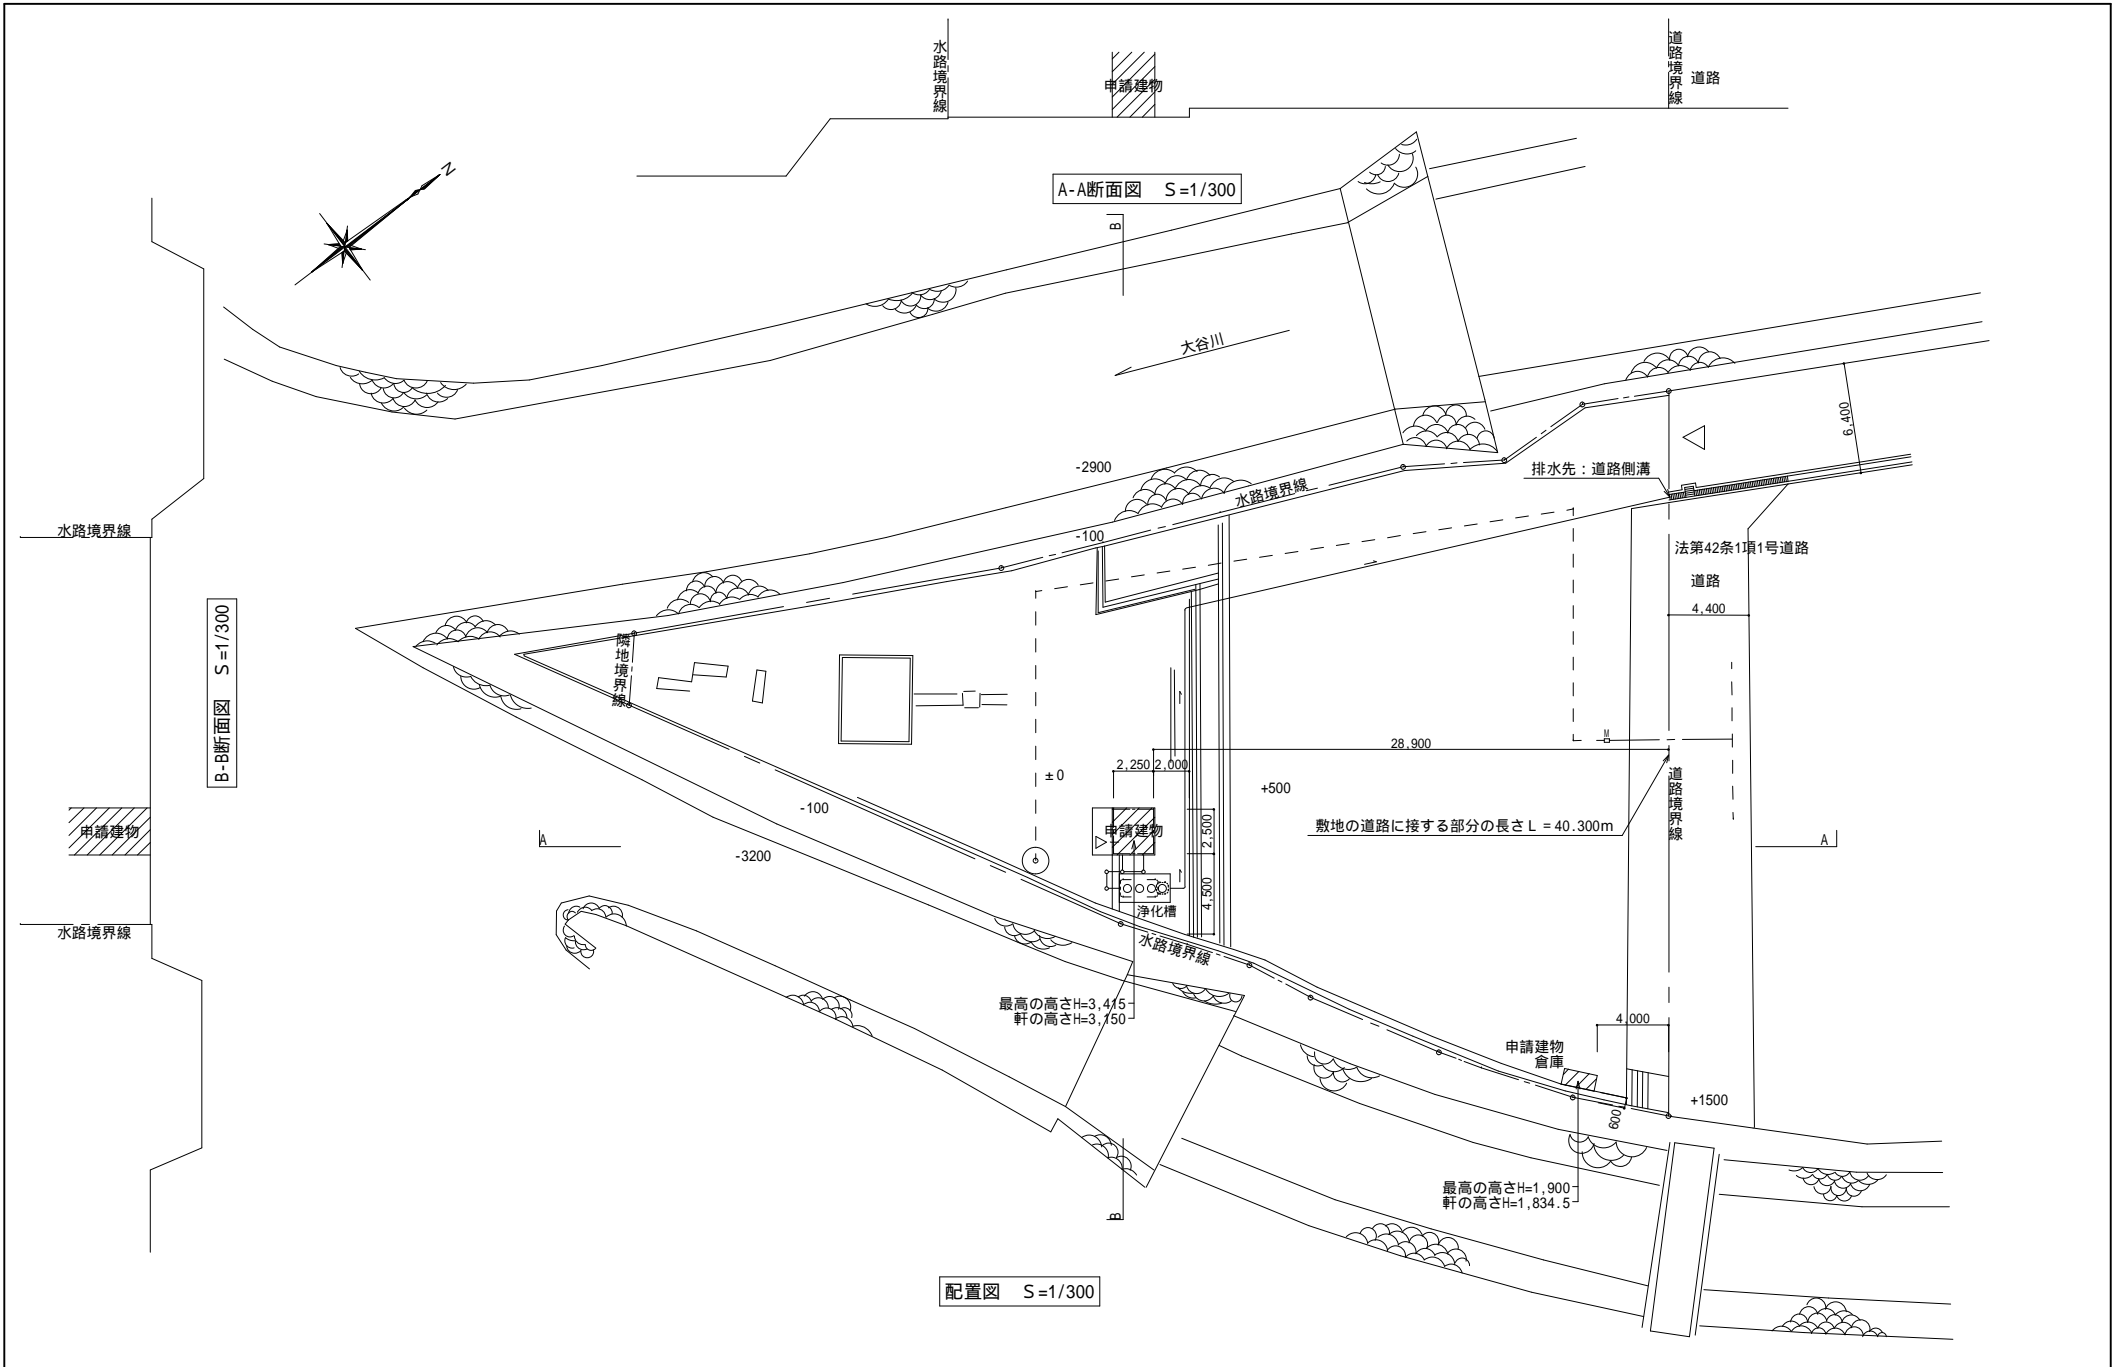 水路境界線
申請建物
道路境界線
道路
N
A-A断面図 S=1/300
B
大谷川
6,400
-2900
水路境界線
排水先：道路側溝
-100
水路境界線
法第42条1項1号道路
道路
4,400
B-B断面図 S=1/300
隣地境界線
M
28,900
2,250
2,000
±0
+500
道路境界線
-100
申請建物
申請建物
2,500
敷地の道路に接する部分の長さＬ = 40.300m
A
A
-3200
4,500
浄化槽
水路境界線
水路境界線
最高の高さH=3,415
軒の高さH=3,150
4,000
申請建物
倉庫
+1500
600
最高の高さH=1,900
軒の高さH=1,834.5
B
配置図 S=1/300